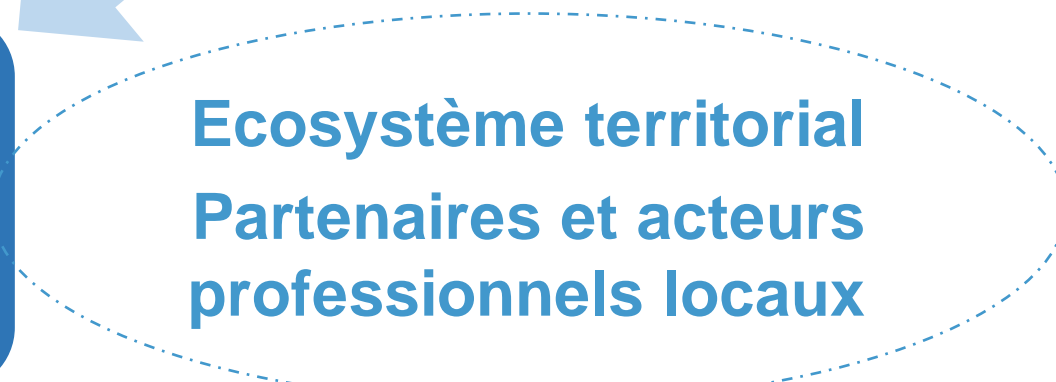 Ecosystème territorial
Partenaires et acteurs
professionnels locaux